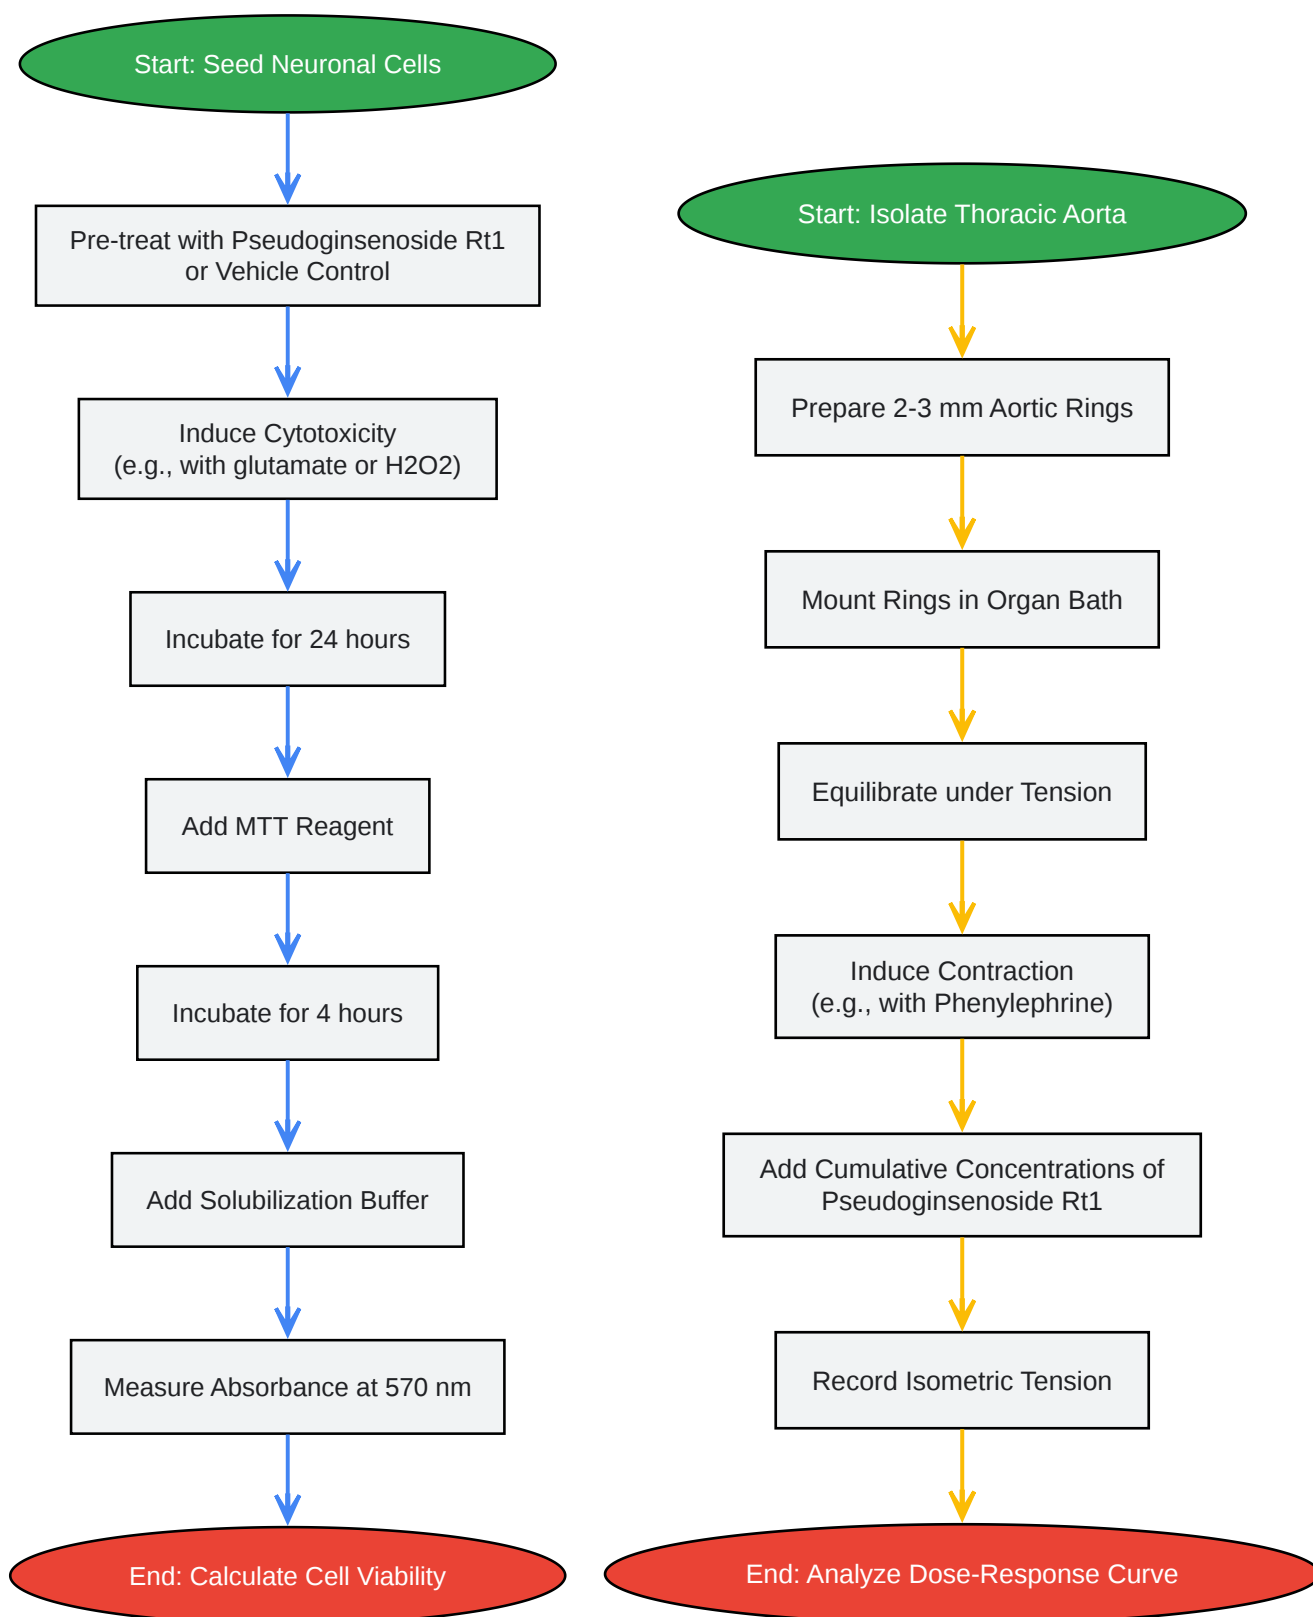 Start: Seed Neuronal Cells
Pre-treat with Pseudoginsenoside Rt1
or Vehicle Control
Induce Cytotoxicity
(e.g., with glutamate or H2O2)
Incubate for 24 hours
Add MTT Reagent
Incubate for 4 hours
Add Solubilization Buffer
Measure Absorbance at 570 nm
End: Calculate Cell Viability
Start: Isolate Thoracic Aorta
Prepare 2-3 mm Aortic Rings
Mount Rings in Organ Bath
Equilibrate under Tension
Induce Contraction
(e.g., with Phenylephrine)
Add Cumulative Concentrations of
Pseudoginsenoside Rt1
Record Isometric Tension
End: Analyze Dose-Response Curve